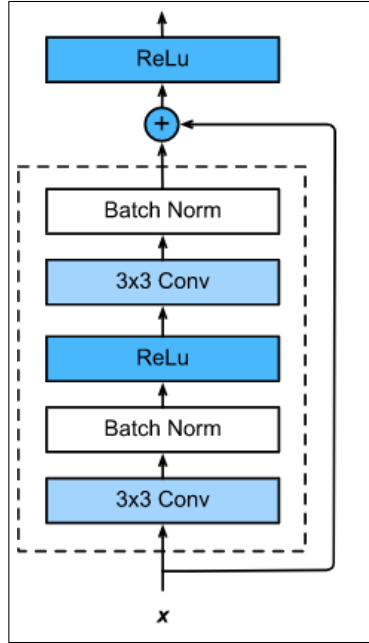 ReLu
+
Batch Norm
3x3 Conv
ReLu
Batch Norm
3x3 Conv
x